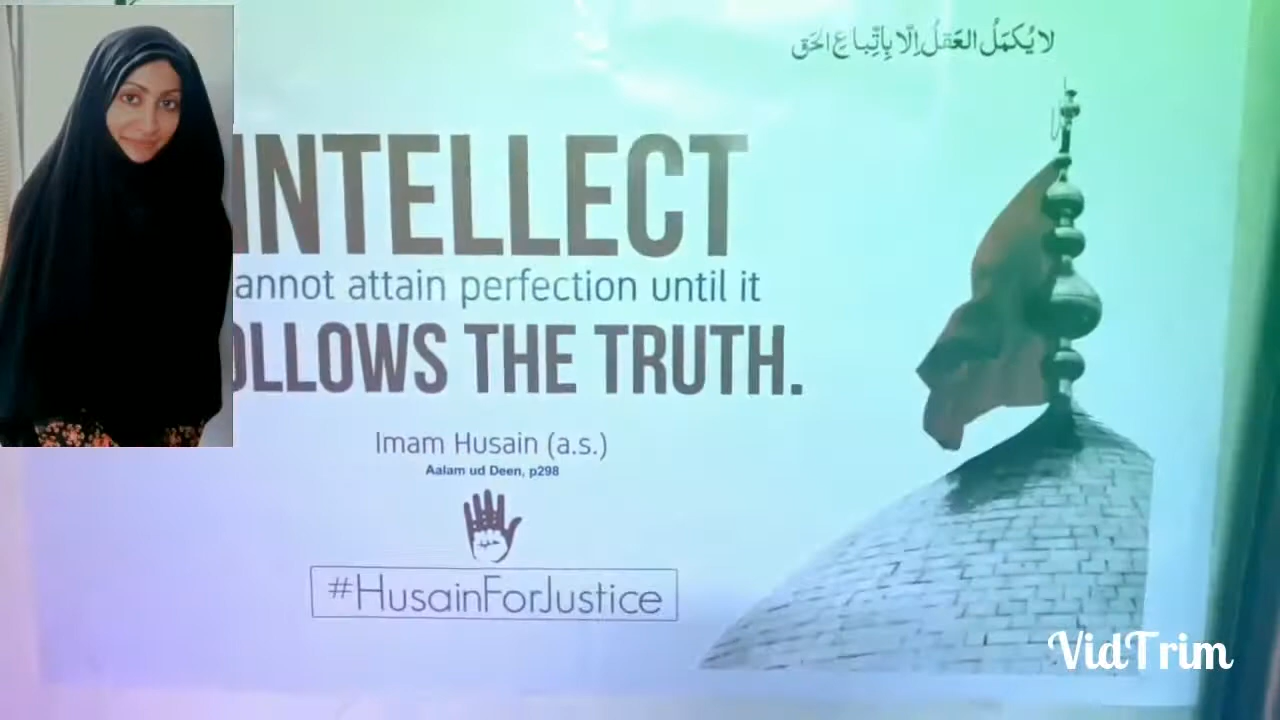 لا يُكمَلُ العَقلُ إلّا بِاتِّباعِ الحَق
INTELLECT
annot attain perfection until it
OLLOWS THE TRUTH.
Imam Husain (a.s.)
Aalam ud Deen, p298
#HusainForJustice
VidTrim